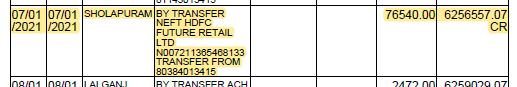 07/01 07/01 SHOLAPURAM BY TRANSFER 76540.00 6256557.07
/2021 /2021 NEFT HDFC CR
FUTURE RETAIL
LTD
N007211365468133
TRANSFER FROM
80384013415
08/01 08/01 LALGANJ BY TRANSFER ACH 2472.00 6259029.07